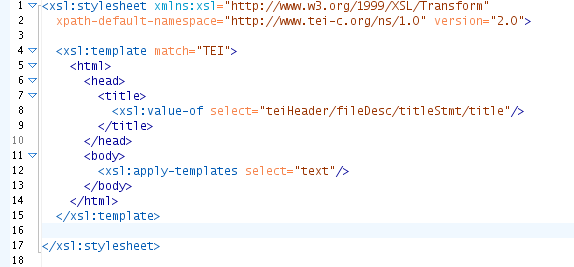 1 <xsl:stylesheet xmlns:xsl="http://www.w3.org/1999/XSL/Transform"
2   xpath-default-namespace="http://www.tei-c.org/ns/1.0" version="2.0">
3
4   <xsl:template match="TEI">
5     <html>
6       <head>
7         <title>
8           <xsl:value-of select="teiHeader/fileDesc/titleStmt/title"/>
9         </title>
10       </head>
11       <body>
12         <xsl:apply-templates select="text"/>
13       </body>
14     </html>
15   </xsl:template>
16
17 </xsl:stylesheet>
18